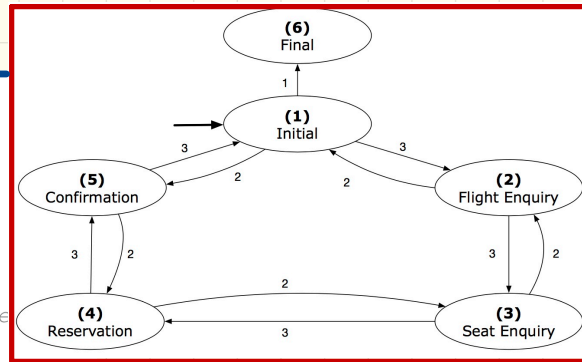 (6)
Final
1
(1)
Initial
3
3
(5)
Confirmation
2
2
(2)
Flight Enquiry
3
2
3
2
2
(4)
Reservation
3
(3)
Seat Enquiry
e